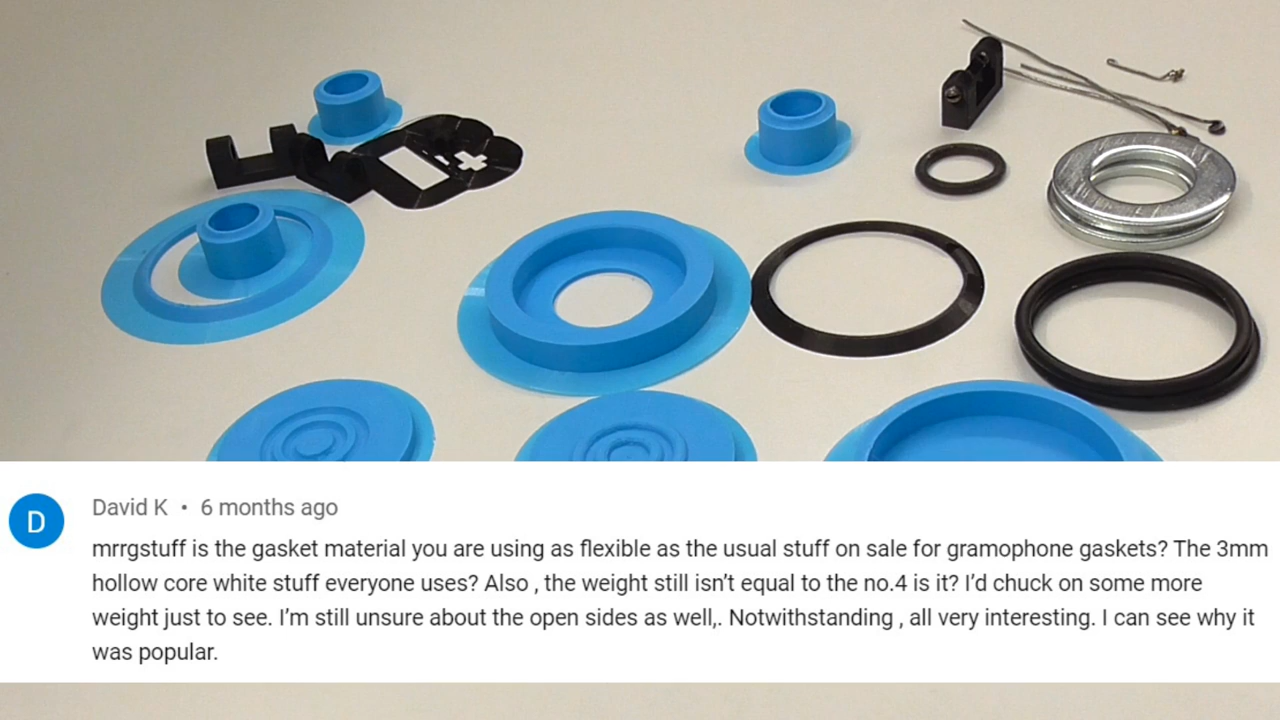 D
David K • 6 months ago
mrrgstuff is the gasket material you are using as flexible as the usual stuff on sale for gramophone gaskets? The 3mm
hollow core white stuff everyone uses? Also , the weight still isn't equal to the no.4 is it? I'd chuck on some more
weight just to see. I'm still unsure about the open sides as well,. Notwithstanding , all very interesting. I can see why it
was popular.